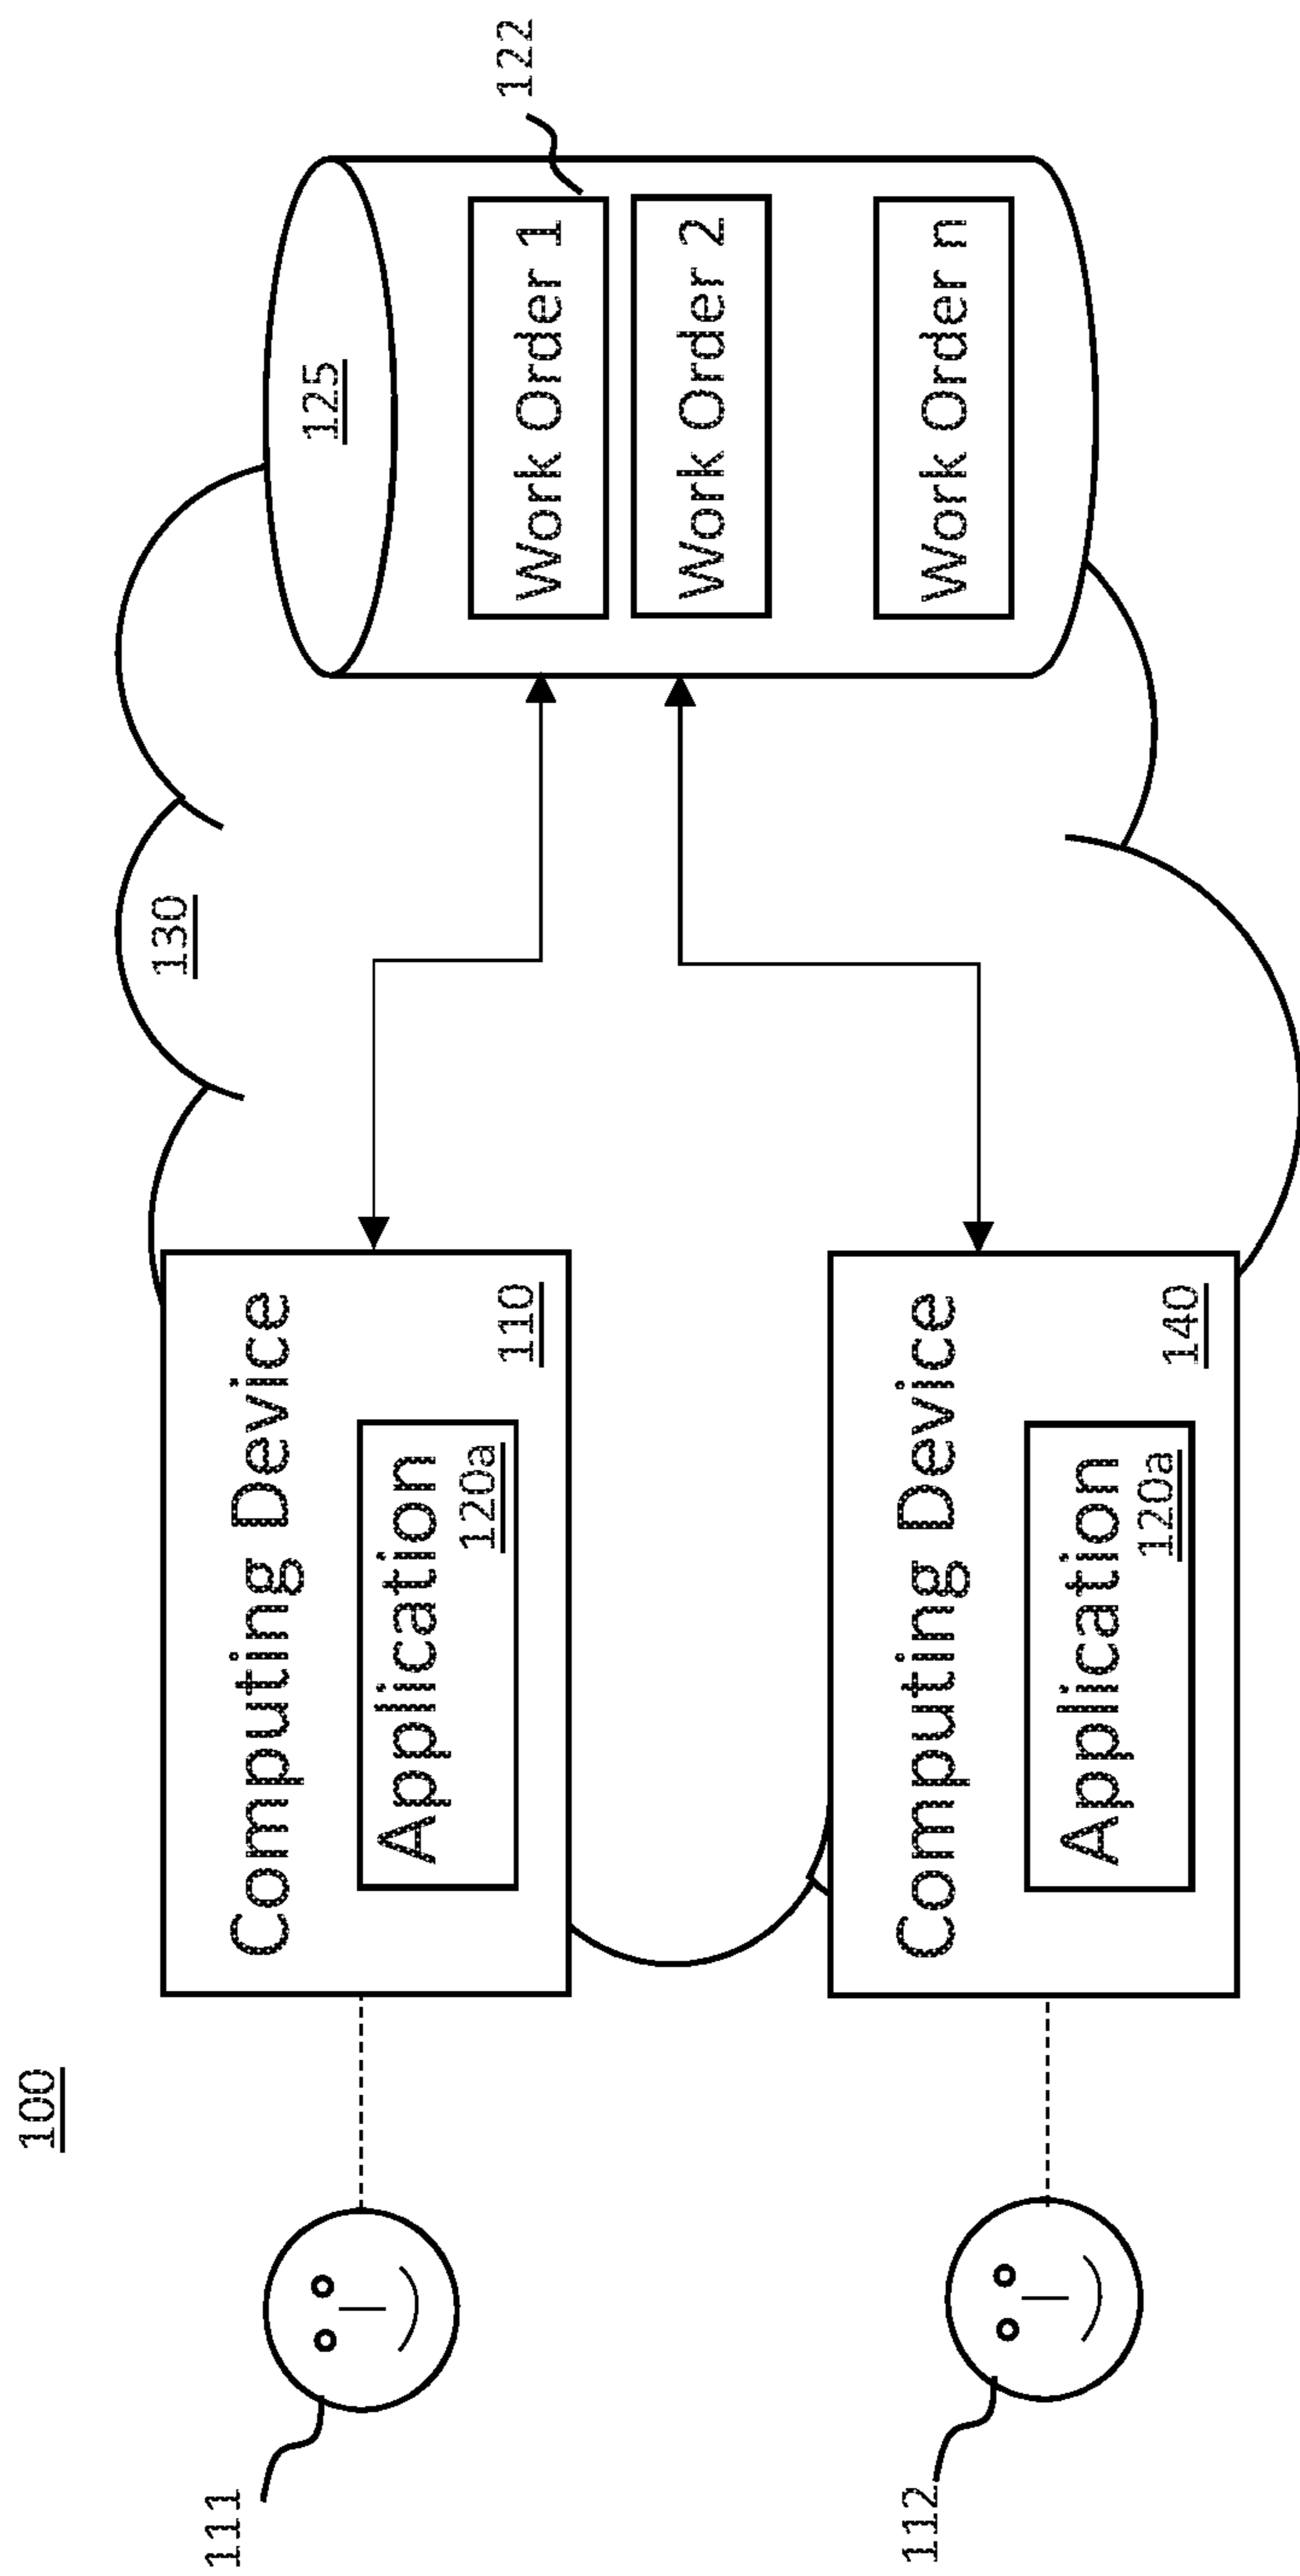 100
130
125
122
111
Computing Device
Application
120a
110
Work Order 1
Work Order 2
Work Order n
112
Computing Device
Application
120a
140